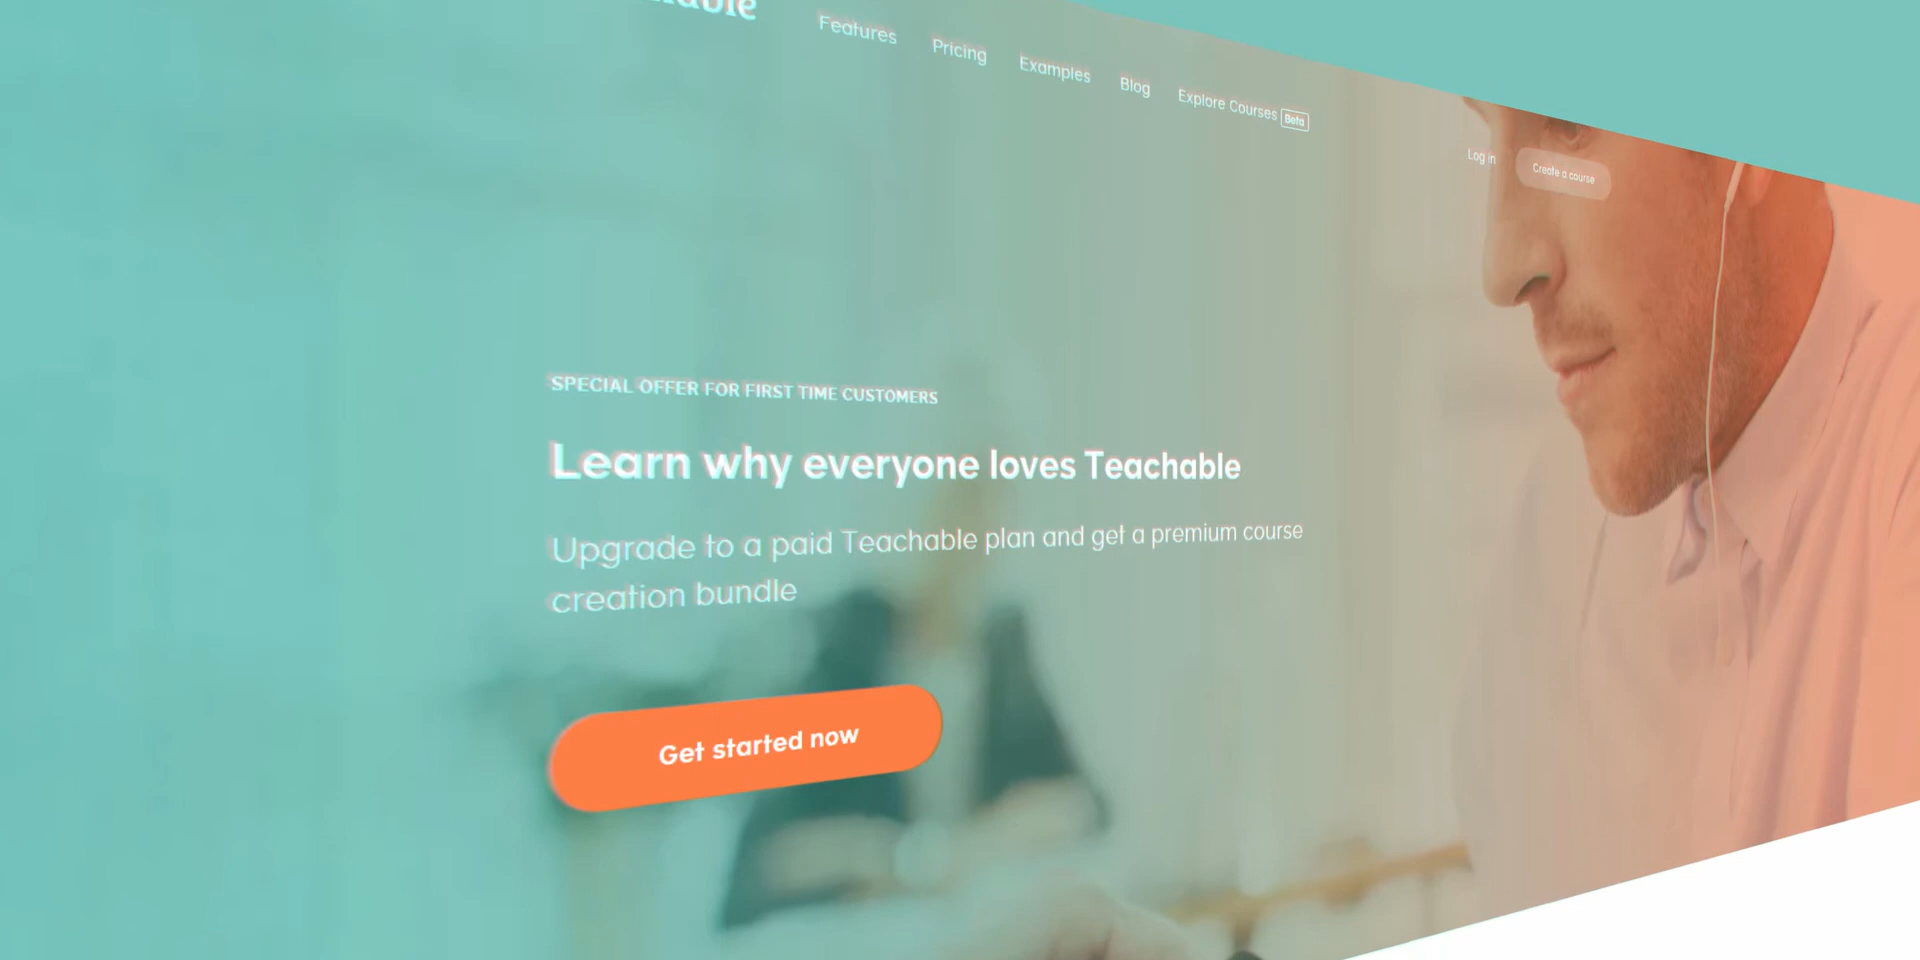 Features Pricing Examples Blog Explore Courses Beta
Log in Create a course
SPECIAL OFFER FOR FIRST TIME CUSTOMERS
Learn why everyone loves Teachable
Upgrade to a paid Teachable plan and get a premium course
creation bundle
Get started now